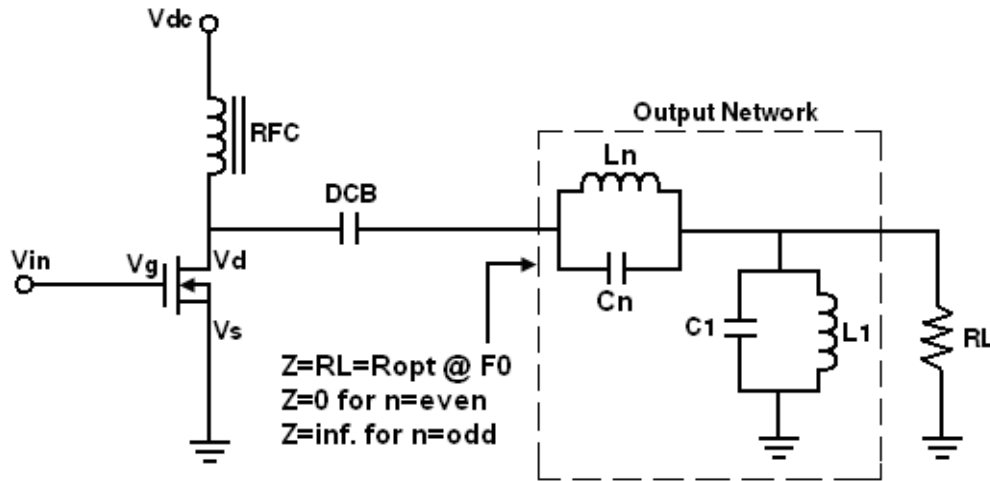 Vdc
RFC
Output Network
Ln
DCB
Vin
Vg
Vd
Cn
Vs
C1
L1
RL
Z=RL=Ropt @ F0
Z=0 for n=even
Z=inf. for n=odd